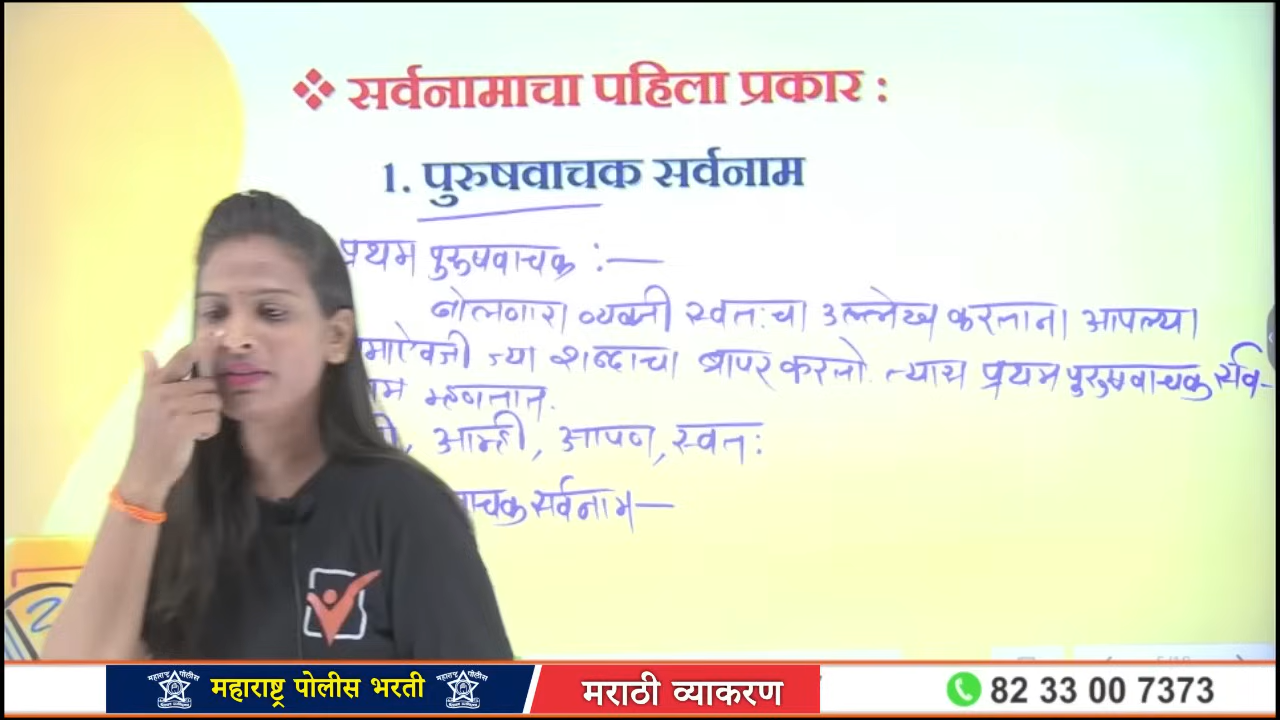 ❖ सर्वनामाचा पहिला प्रकार :
1. पुरुषवाचक सर्वनाम
प्रथम पुरुषवाचक :—
बोलणारा व्यक्ती स्वतःचा उल्लेख करताना आपल्या
माऐवजी ज्या शब्दाचा वापर करतो. त्यास प्रथम पुरुषवाचक सर्व-
म्हणतात.
आम्ही, आपण, स्वतः
वाचक सर्वनाम —
महाराष्ट्र पोलीस भरती
मराठी व्याकरण
82 33 00 7373